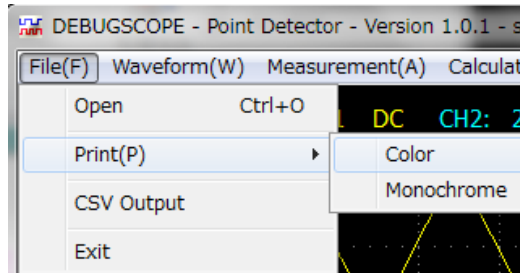 DEBUGSCOPE - Point Detector - Version 1.0.1 -
File(F) Waveform(W) Measurement(A)
Open Ctrl+O
DC CH2:
Print(P) Color
Monochrome
CSV Output
Exit